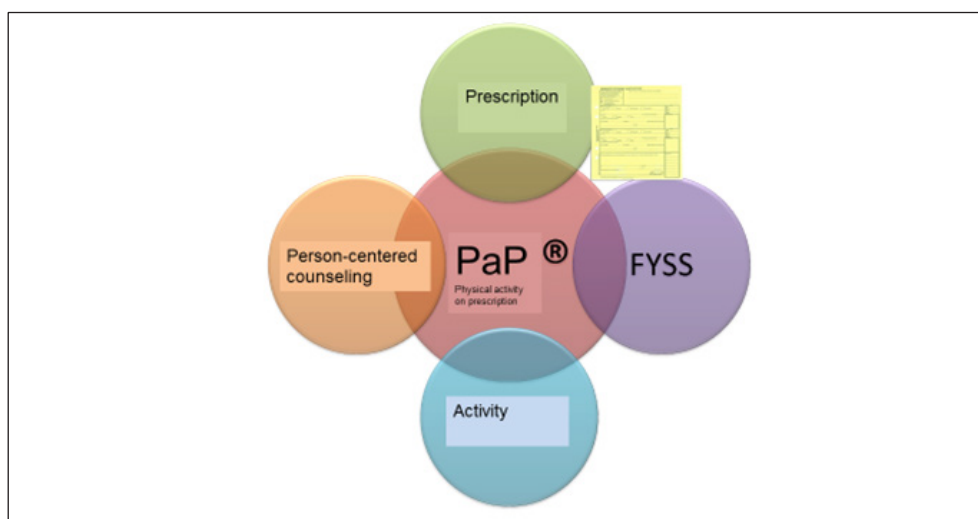 Prescription
Person-centered
counseling
PaP ®
Physical activity
on prescription
FYSS
Activity